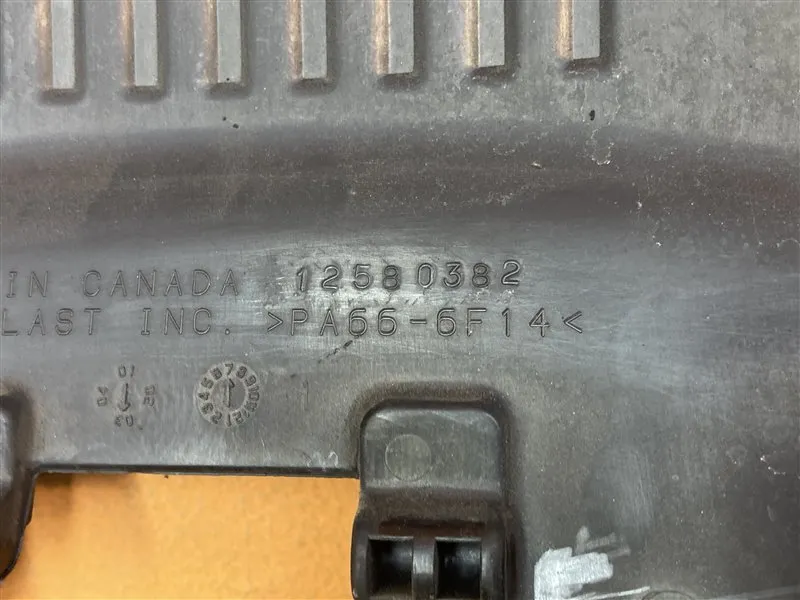 IN CANADA 12580382
LAST INC. >PA66-6F14<